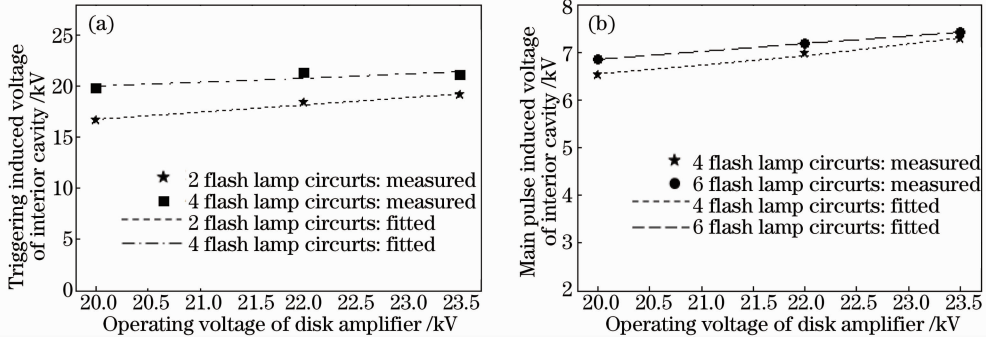 (a)
Triggering induced voltage
of interior cavity /kV
25
20
15
10
5
0
2 flash lamp circurts: measured
4 flash lamp circurts: measured
2 flash lamp circurts: fitted
4 flash lamp circurts: fitted
20.0 20.5 21.0 21.5 22.0 22.5 23.0 23.5
Operating voltage of disk amplifier /kV
(b)
Main pulse induced voltage
of interior cavity /kV
8
7
6
5
4
3
2
4 flash lamp circurts: measured
6 flash lamp circurts: measured
4 flash lamp circurts: fitted
6 flash lamp circurts: fitted
20.0 20.5 21.0 21.5 22.0 22.5 23.0 23.5
Operating voltage of disk amplifier /kV